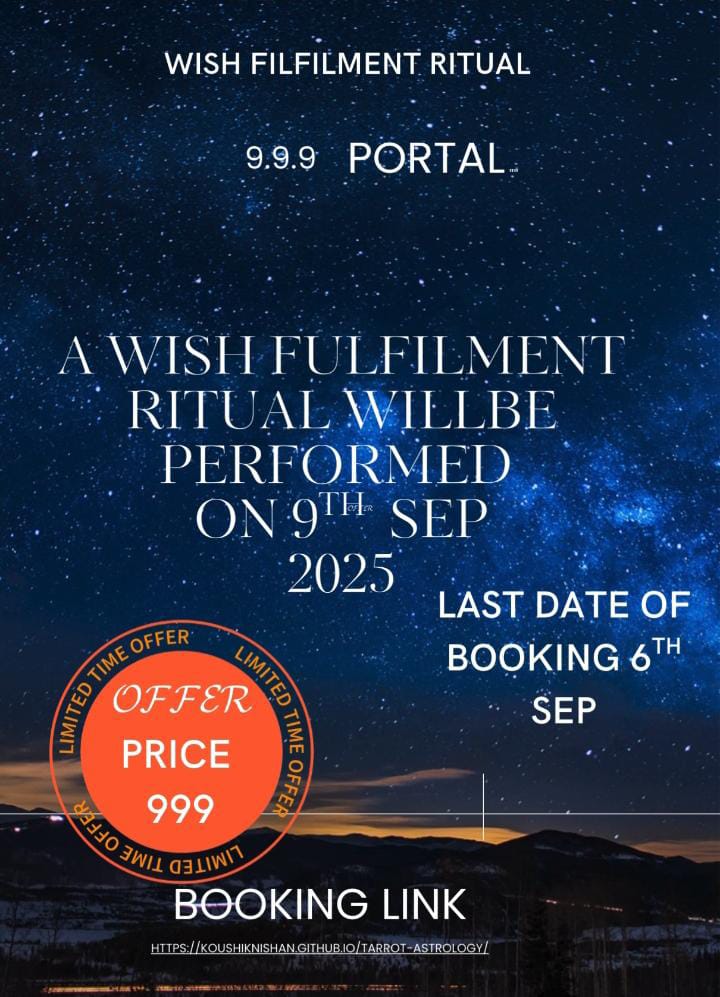 WISH FILFILMENT RITUAL
9.9.9 PORTAL
A WISH FULFILMENT
RITUAL WILLBE
PERFORMED
ON 9TH SEP
OFFER
2025
LAST DATE OF
BOOKING 6TH
SEP
LIMITED TIME OFFER
LIMITED TIME OFFER
LIMITED TIME OFFER
OFFER
PRICE
999
BOOKING LINK
HTTPS://KOUSHIKNISHAN.GITHUB.IO/TARROT-ASTROLOGY/